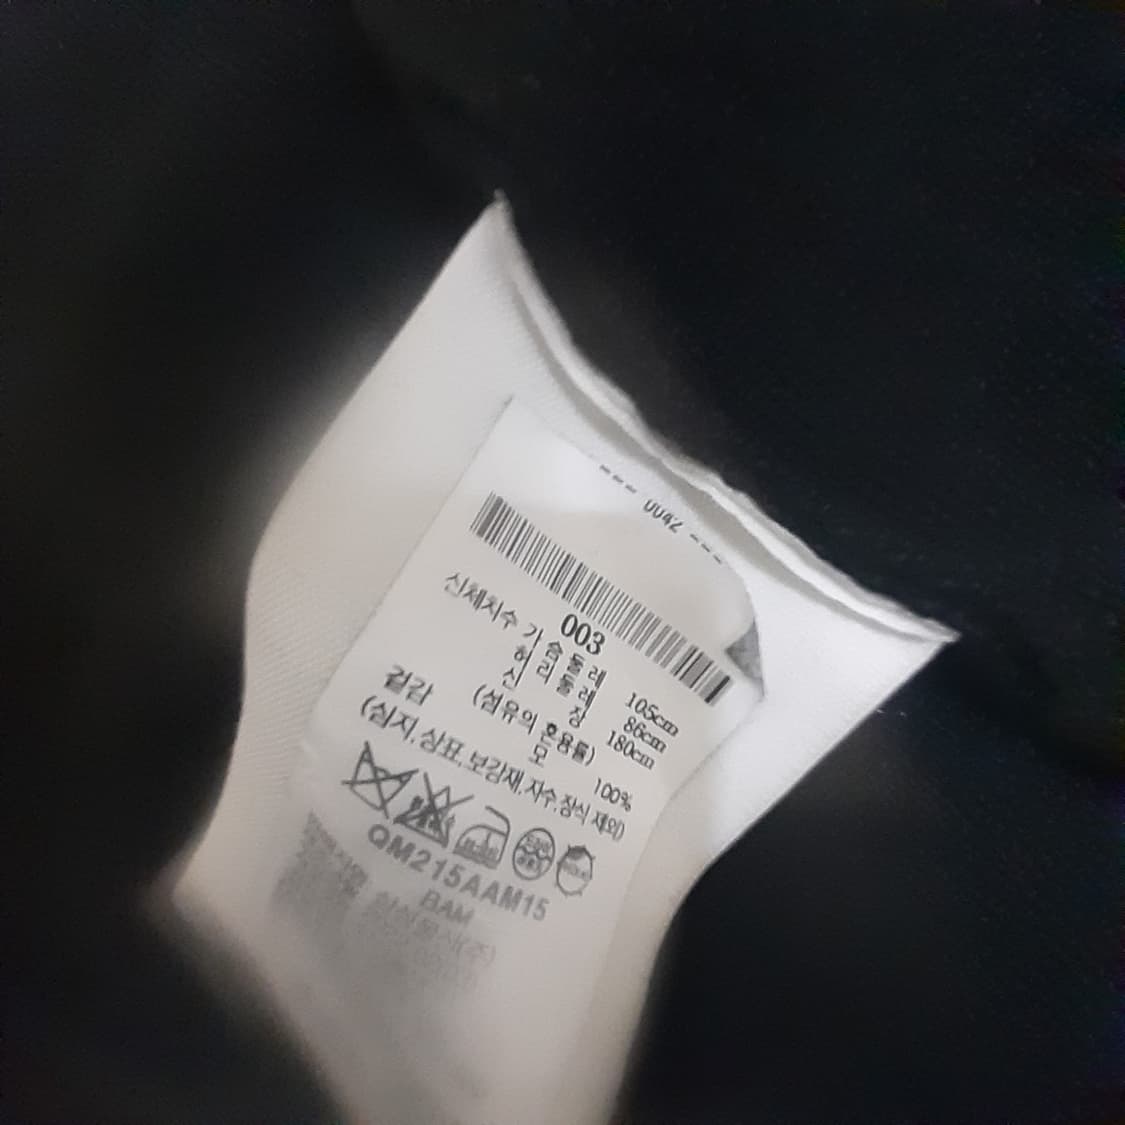 --- 0042 ---
003
신체치수 가슴둘레 105cm
허리둘레 86cm
신장 180cm
(섬유의 혼용률)
겉감 모 100%
(심지,상표,보강재,자수,장식 제외)
QM215AAM15
BAM